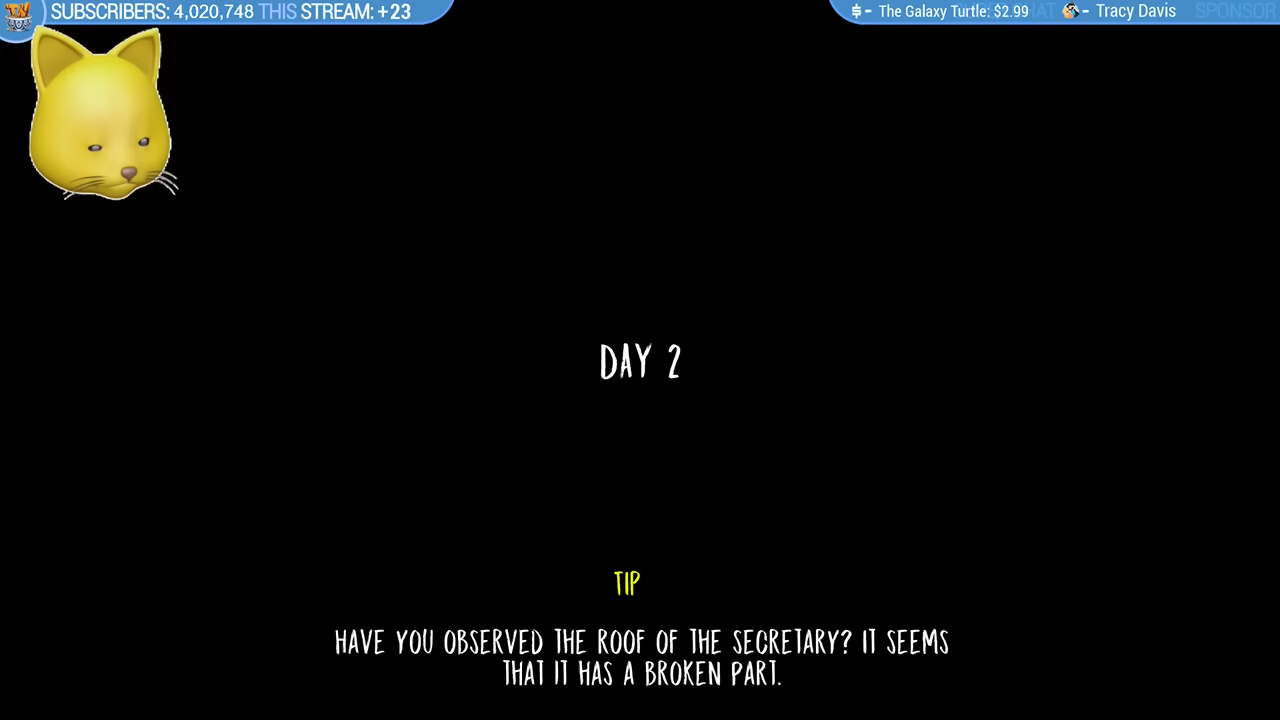 SUBSCRIBERS: 4,020,748 THIS STREAM: +23
$- The Galaxy Turtle: $2.99 - Tracy Davis SPONSOR
DAY 2
TIP
HAVE YOU OBSERVED THE ROOF OF THE SECRETARY? IT SEEMS
THAT IT HAS A BROKEN PART.